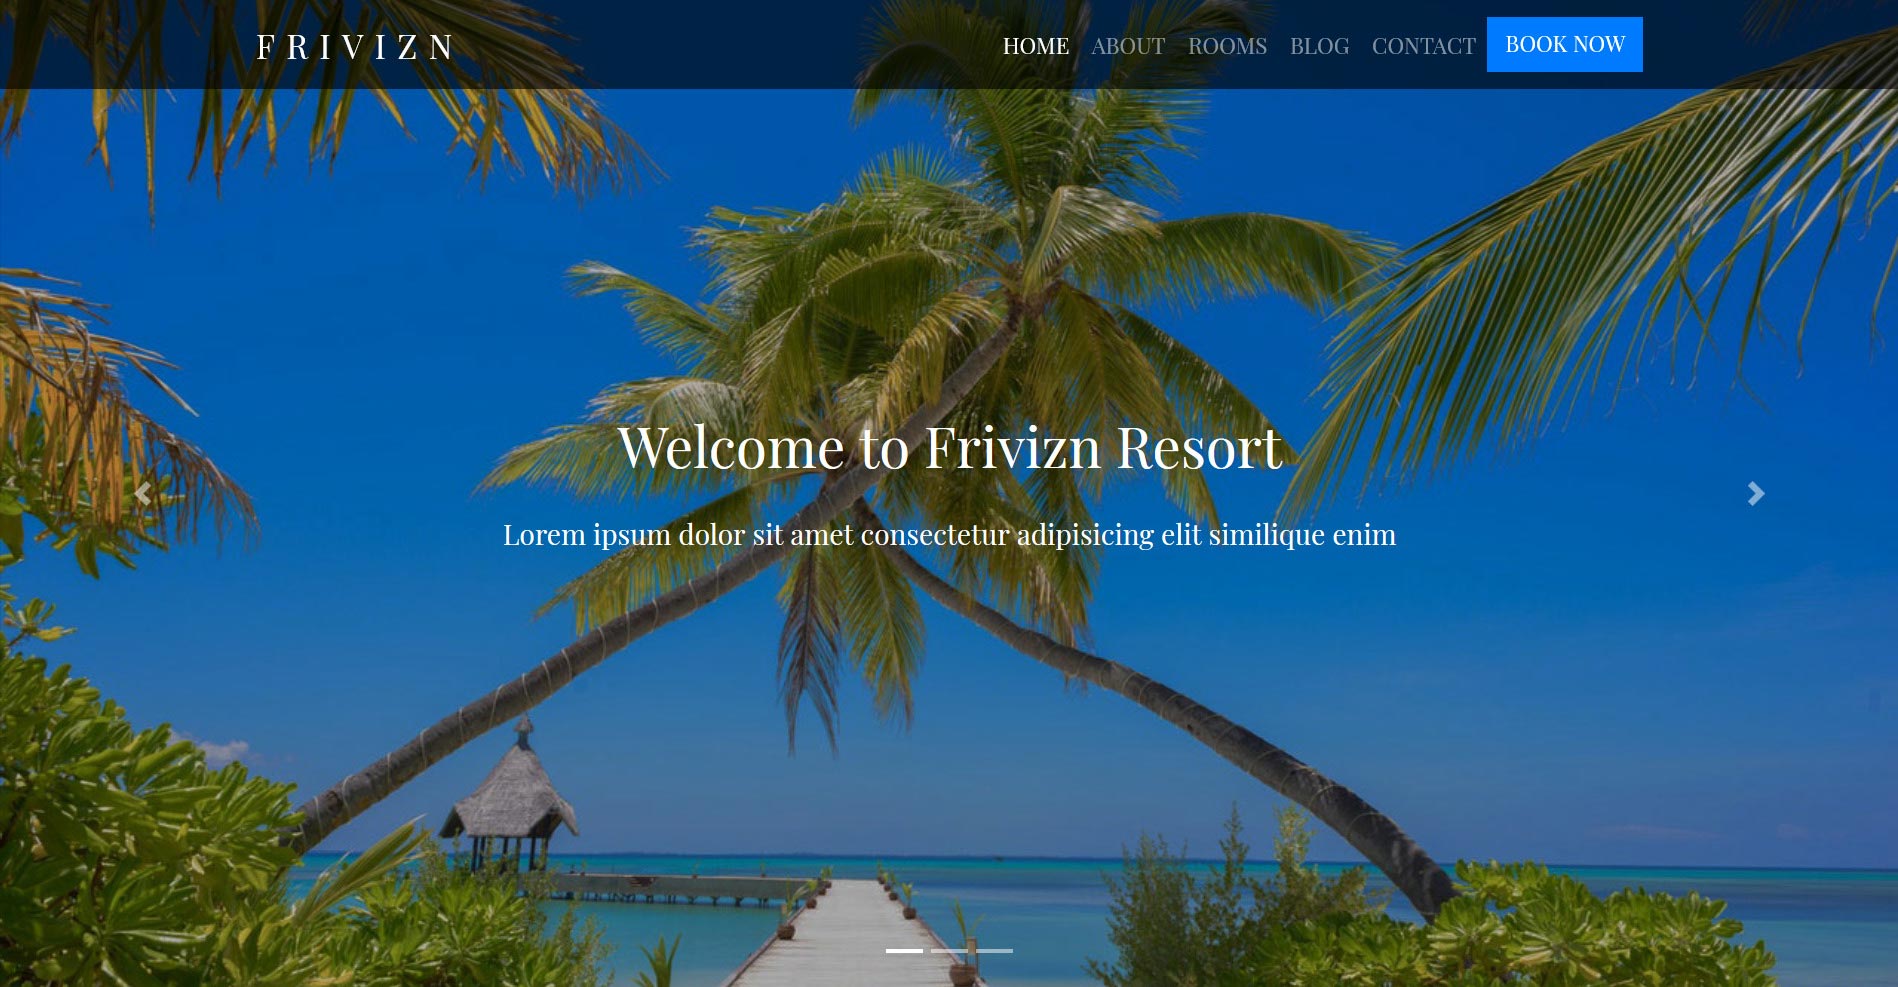 FRIVIZN
HOME ABOUT ROOMS BLOG CONTACT BOOK NOW
Welcome to Frivizn Resort
Lorem ipsum dolor sit amet consectetur adipisicing elit similique enim